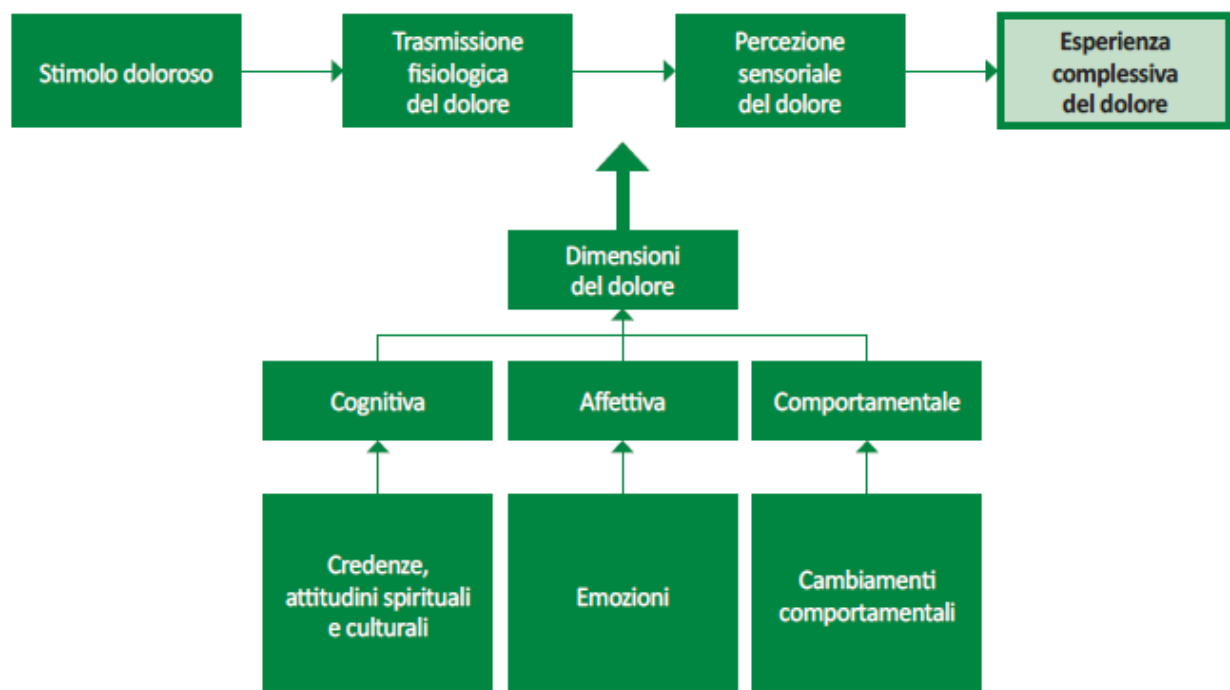 Stimolo doloroso
Trasmissione
fisiologica
del dolore
Percezione
sensoriale
del dolore
Esperienza
complessiva
del dolore
Dimensioni
del dolore
Cognitiva
Affettiva
Comportamentale
Credenze,
attitudini spirituali
e culturali
Emozioni
Cambiamenti
comportamentali